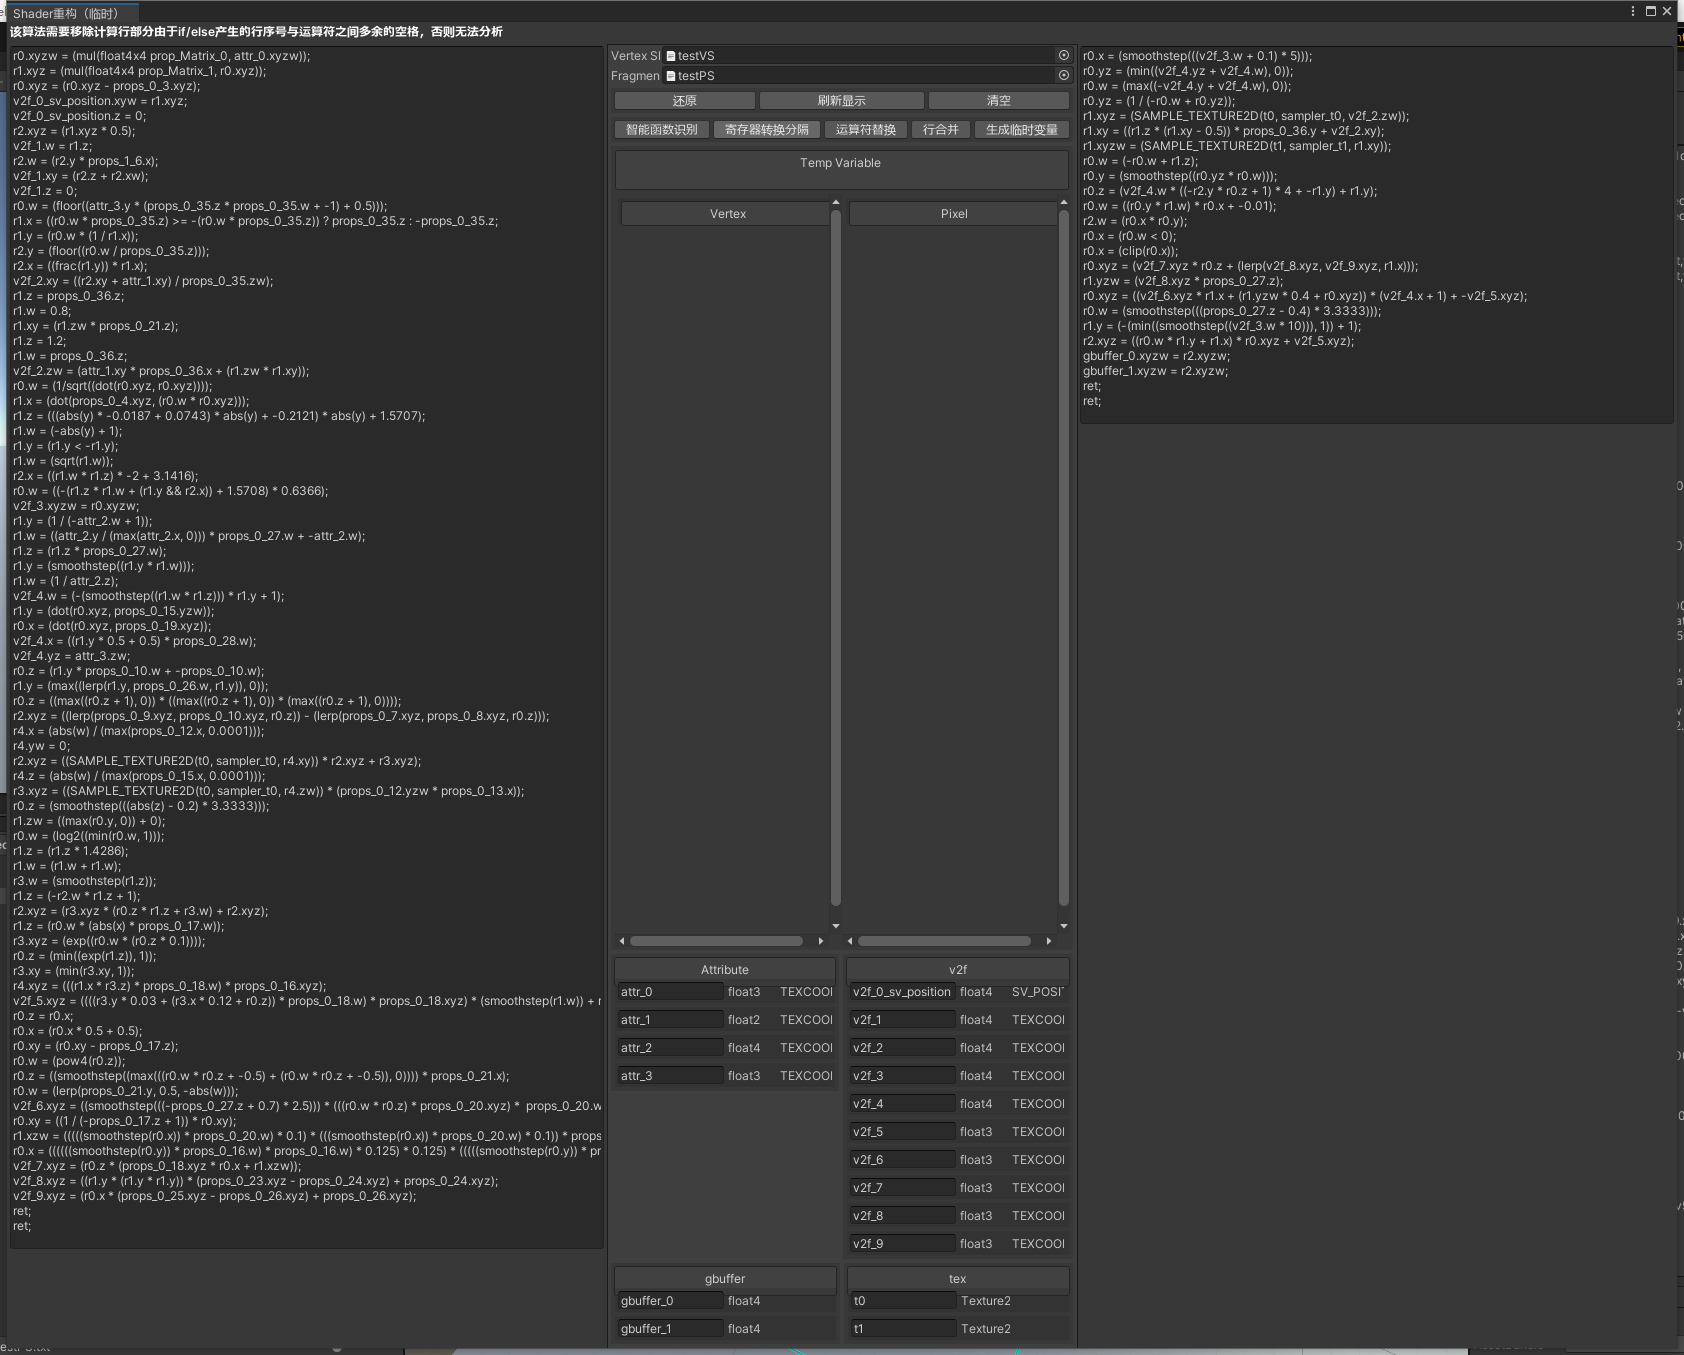 Shader重构（临时）
该算法需要移除计算行部分由于if/else产生的行序号与运算符之间多余的空格，否则无法分析
r0.xyzw = (mul(float4x4 prop_Matrix_0, attr_0.xyzw));
r1.xyz = (mul(float4x4 prop_Matrix_1, r0.xyz));
r0.xyz = (r0.xyz - props_0_3.xyz);
v2f_0_sv_position.xyw = r1.xyz;
v2f_0_sv_position.z = 0;
r2.xyz = (r1.xyz * 0.5);
v2f_1.w = r1.z;
r2.w = (r2.y * props_1_6.x);
v2f_1.xy = (r2.z + r2.xw);
v2f_1.z = 0;
r0.w = (floor((attr_3.y * (props_0_35.z * props_0_35.w + -1) + 0.5)));
r1.x = ((r0.w * props_0_35.z) >= -(r0.w * props_0_35.z)) ? props_0_35.z : -props_0_35.z;
r1.y = (r0.w * (1 / r1.x));
r2.y = (floor((r0.w / props_0_35.z)));
r2.x = ((frac(r1.y)) * r1.x);
v2f_2.xy = ((r2.xy + attr_1.xy) / props_0_35.zw);
r1.z = props_0_36.z;
r1.w = 0.8;
r1.xy = (r1.zw * props_0_21.z);
r1.z = 1.2;
r1.w = props_0_36.z;
v2f_2.zw = (attr_1.xy * props_0_36.x + (r1.zw * r1.xy));
r0.w = (1/sqrt((dot(r0.xyz, r0.xyz))));
r1.x = (dot(props_0_4.xyz, (r0.w * r0.xyz)));
r1.z = (((abs(y) * -0.0187 + 0.0743) * abs(y) + -0.2121) * abs(y) + 1.5707);
r1.w = (-abs(y) + 1);
r1.y = (r1.y < -r1.y);
r1.w = (sqrt(r1.w));
r2.x = ((r1.w * r1.z) * -2 + 3.1416);
r0.w = ((-(r1.z * r1.w + (r1.y && r2.x)) + 1.5708) * 0.6366);
v2f_3.xyzw = r0.xyzw;
r1.y = (1 / (-attr_2.w + 1));
r1.w = ((attr_2.y / (max(attr_2.x, 0))) * props_0_27.w + -attr_2.w);
r1.z = (r1.z * props_0_27.w);
r1.y = (smoothstep((r1.y * r1.w)));
r1.w = (1 / attr_2.z);
v2f_4.w = (-(smoothstep((r1.w * r1.z))) * r1.y + 1);
r1.y = (dot(r0.xyz, props_0_15.yzw));
r0.x = (dot(r0.xyz, props_0_19.xyz));
v2f_4.x = ((r1.y * 0.5 + 0.5) * props_0_28.w);
v2f_4.yz = attr_3.zw;
r0.z = (r1.y * props_0_10.w + -props_0_10.w);
r1.y = (max((lerp(r1.y, props_0_26.w, r1.y)), 0));
r0.z = ((max((r0.z + 1), 0)) * ((max((r0.z + 1), 0)) * (max((r0.z + 1), 0))));
r2.xyz = ((lerp(props_0_9.xyz, props_0_10.xyz, r0.z)) - (lerp(props_0_7.xyz, props_0_8.xyz, r0.z)));
r4.x = (abs(w) / (max(props_0_12.x, 0.0001)));
r4.yw = 0;
r2.xyz = ((SAMPLE_TEXTURE2D(t0, sampler_t0, r4.xy)) * r2.xyz + r3.xyz);
r4.z = (abs(w) / (max(props_0_15.x, 0.0001)));
r3.xyz = ((SAMPLE_TEXTURE2D(t0, sampler_t0, r4.zw)) * (props_0_12.yzw * props_0_13.x));
r0.z = (smoothstep(((abs(z) - 0.2) * 3.3333)));
r1.zw = ((max(r0.y, 0)) + 0);
r0.w = (log2((min(r0.w, 1)));
r1.z = (r1.z * 1.4286);
r1.w = (r1.w + r1.w);
r3.w = (smoothstep(r1.z));
r1.z = (-r2.w * r1.z + 1);
r2.xyz = (r3.xyz * (r0.z * r1.z + r3.w) + r2.xyz);
r1.z = (r0.w * (abs(x) * props_0_17.w));
r3.xyz = (exp((r0.w * (r0.z * 0.1))));
r0.z = (min((exp(r1.z)), 1));
r3.xy = (min(r3.xy, 1));
r4.xyz = (((r1.x * r3.z) * props_0_18.w) * props_0_16.xyz);
v2f_5.xyz = ((((r3.y * 0.03 + (r3.x * 0.12 + r0.z)) * props_0_18.w) * props_0_18.xyz) * (smoothstep(r1.w)) + r
r0.z = r0.x;
r0.x = (r0.x * 0.5 + 0.5);
r0.xy = (r0.xy - props_0_17.z);
r0.w = (pow4(r0.z));
r0.z = ((smoothstep((max(((r0.w * r0.z + -0.5) + (r0.w * r0.z + -0.5)), 0)))) * props_0_21.x);
r0.w = (lerp(props_0_21.y, 0.5, -abs(w)));
v2f_6.xyz = ((smoothstep(((-props_0_27.z + 0.7) * 2.5))) * (((r0.w * r0.z) * props_0_20.xyz) *  props_0_20.w
r0.xy = ((1 / (-props_0_17.z + 1)) * r0.xy);
r1.xzw = (((((smoothstep(r0.x)) * props_0_20.w) * 0.1) * (((smoothstep(r0.x)) * props_0_20.w) * 0.1)) * props
r0.x = ((((((smoothstep(r0.y)) * props_0_16.w) * props_0_16.w) * 0.125) * 0.125) * (((((smoothstep(r0.y)) * pr
v2f_7.xyz = (r0.z * (props_0_18.xyz * r0.x + r1.xzw));
v2f_8.xyz = ((r1.y * (r1.y * r1.y)) * (props_0_23.xyz - props_0_24.xyz) + props_0_24.xyz);
v2f_9.xyz = (r0.x * (props_0_25.xyz - props_0_26.xyz) + props_0_26.xyz);
ret;
ret;
Vertex Sl testVS
Fragmen testPS
还原 刷新显示 清空
智能函数识别 寄存器转换分隔 运算符替换 行合并 生成临时变量
Temp Variable
Vertex Pixel
Attribute v2f
attr_0 float3 TEXCOOI v2f_0_sv_position float4 SV_POSI
attr_1 float2 TEXCOOI v2f_1 float4 TEXCOOI
attr_2 float4 TEXCOOI v2f_2 float4 TEXCOOI
attr_3 float3 TEXCOOI v2f_3 float4 TEXCOOI
v2f_4 float4 TEXCOOI
v2f_5 float3 TEXCOOI
v2f_6 float3 TEXCOOI
v2f_7 float3 TEXCOOI
v2f_8 float3 TEXCOOI
v2f_9 float3 TEXCOOI
gbuffer tex
gbuffer_0 float4 t0 Texture2
gbuffer_1 float4 t1 Texture2
r0.x = (smoothstep(((v2f_3.w + 0.1) * 5)));
r0.yz = (min((v2f_4.yz + v2f_4.w), 0));
r0.w = (max((-v2f_4.y + v2f_4.w), 0));
r0.yz = (1 / (-r0.w + r0.yz));
r1.xyz = (SAMPLE_TEXTURE2D(t0, sampler_t0, v2f_2.zw));
r1.xy = ((r1.z * (r1.xy - 0.5)) * props_0_36.y + v2f_2.xy);
r1.xyzw = (SAMPLE_TEXTURE2D(t1, sampler_t1, r1.xy));
r0.w = (-r0.w + r1.z);
r0.y = (smoothstep((r0.yz * r0.w)));
r0.z = (v2f_4.w * ((-r2.y * r0.z + 1) * 4 + -r1.y) + r1.y);
r0.w = ((r0.y * r1.w) * r0.x + -0.01);
r2.w = (r0.x * r0.y);
r0.x = (r0.w < 0);
r0.x = (clip(r0.x));
r0.xyz = (v2f_7.xyz * r0.z + (lerp(v2f_8.xyz, v2f_9.xyz, r1.x)));
r1.yzw = (v2f_8.xyz * props_0_27.z);
r0.xyz = ((v2f_6.xyz * r1.x + (r1.yzw * 0.4 + r0.xyz)) * (v2f_4.x + 1) + -v2f_5.xyz);
r0.w = (smoothstep(((props_0_27.z - 0.4) * 3.3333)));
r1.y = (-(min((smoothstep((v2f_3.w * 10))), 1)) + 1);
r2.xyz = ((r0.w * r1.y + r1.x) * r0.xyz + v2f_5.xyz);
gbuffer_0.xyzw = r2.xyzw;
gbuffer_1.xyzw = r2.xyzw;
ret;
ret;